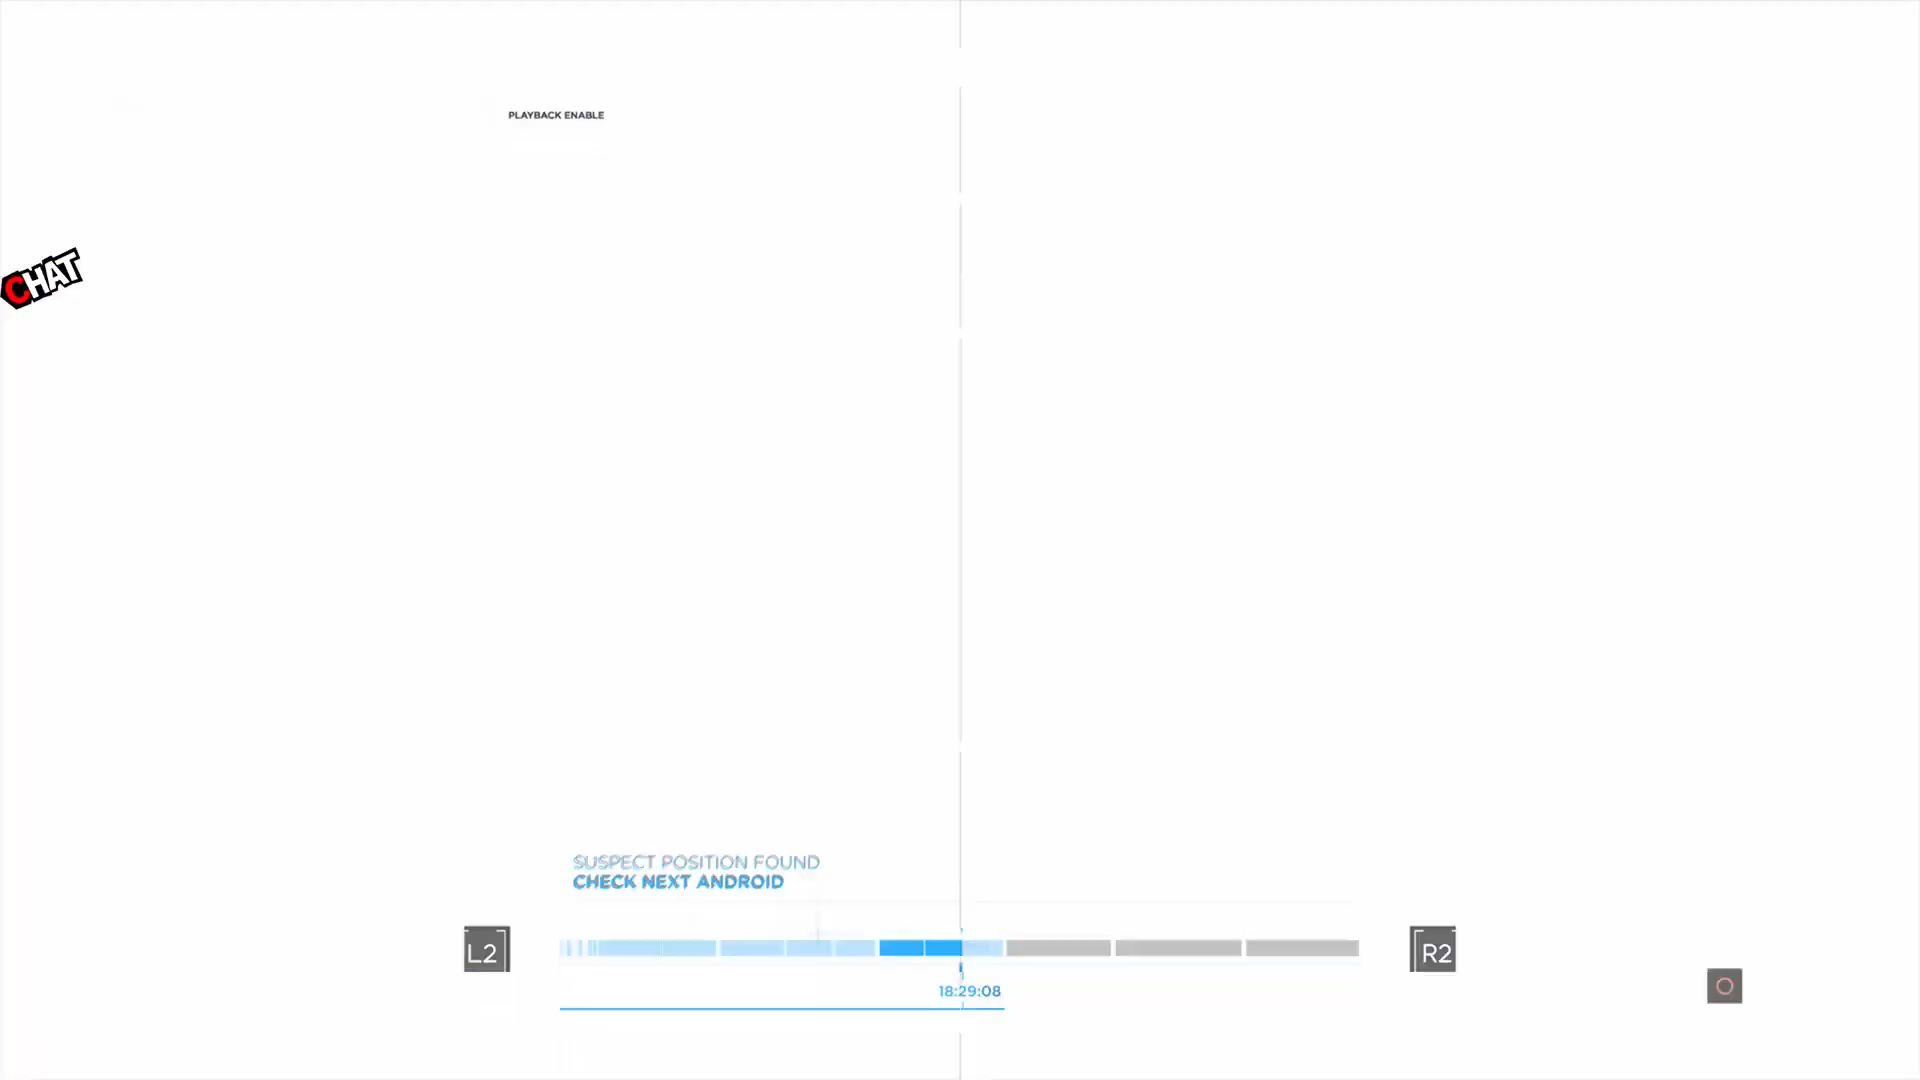 PLAYBACK ENABLE
CHAT
SUSPECT POSITION FOUND
CHECK NEXT ANDROID
L2
R2
18:29:08